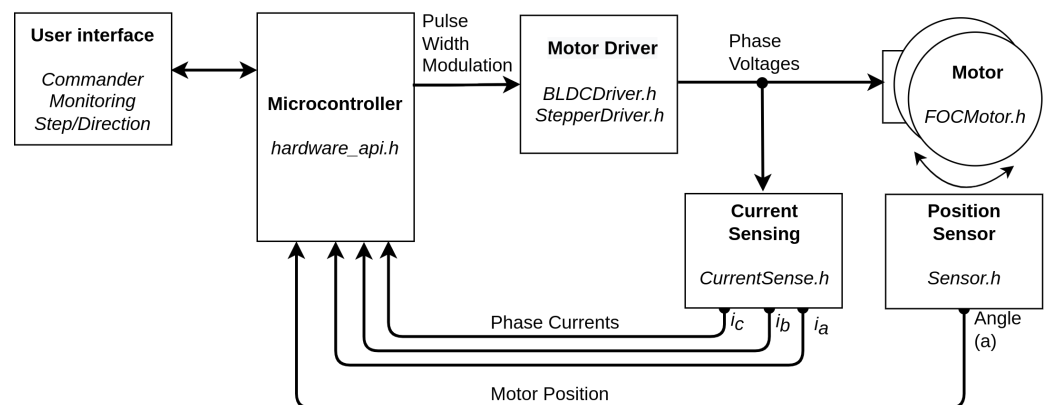 User interface
Commander
Monitoring
Step/Direction
Microcontroller
hardware_api.h
Pulse
Width
Modulation
Motor Driver
BLDCDriver.h
StepperDriver.h
Phase
Voltages
Motor
FOCMotor.h
Current
Sensing
CurrentSense.h
Position
Sensor
Sensor.h
ic
ib
ia
Angle
(a)
Phase Currents
Motor Position